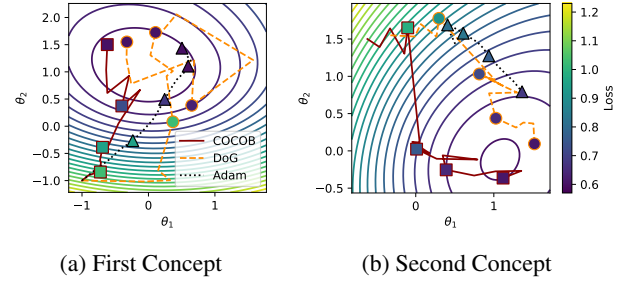 2.0
1.5
1.0
0.5
0.0
−0.5
−1.0
θ2
−1
0
1
θ1
COCOB
DoG
Adam
2.0
1.5
1.0
0.5
0.0
−0.5
θ2
0
1
θ1
1.2
1.1
1.0
0.9
0.8
0.7
0.6
Loss
(a) First Concept
(b) Second Concept